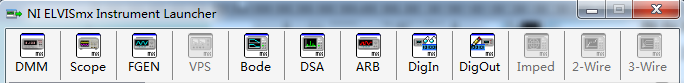 NI ELVISmx Instrument Launcher
DMM Scope FGEN VPS Bode DSA ARB DigIn DigOut Imped 2-Wire 3-Wire